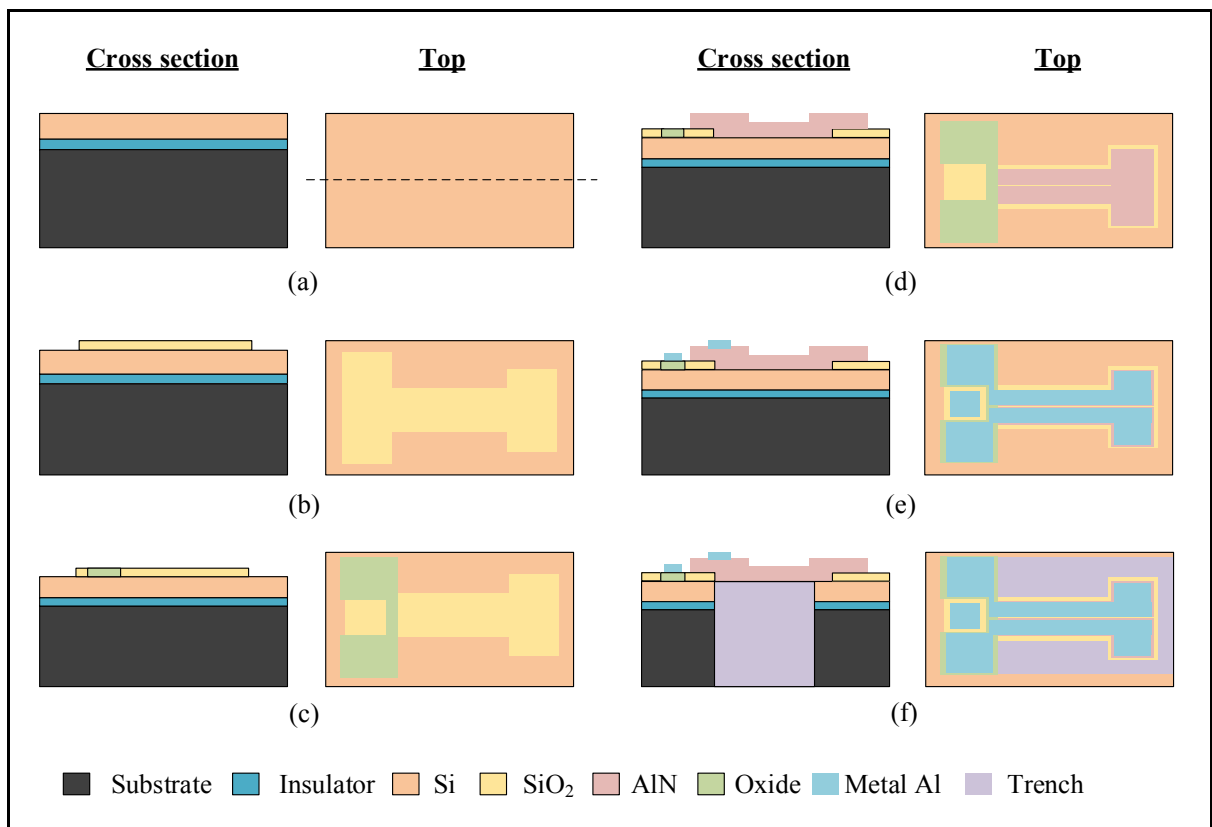 Cross section Top Cross section Top
(a) (d)
(b) (e)
(c) (f)
Substrate Insulator Si SiO₂ AlN Oxide Metal Al Trench